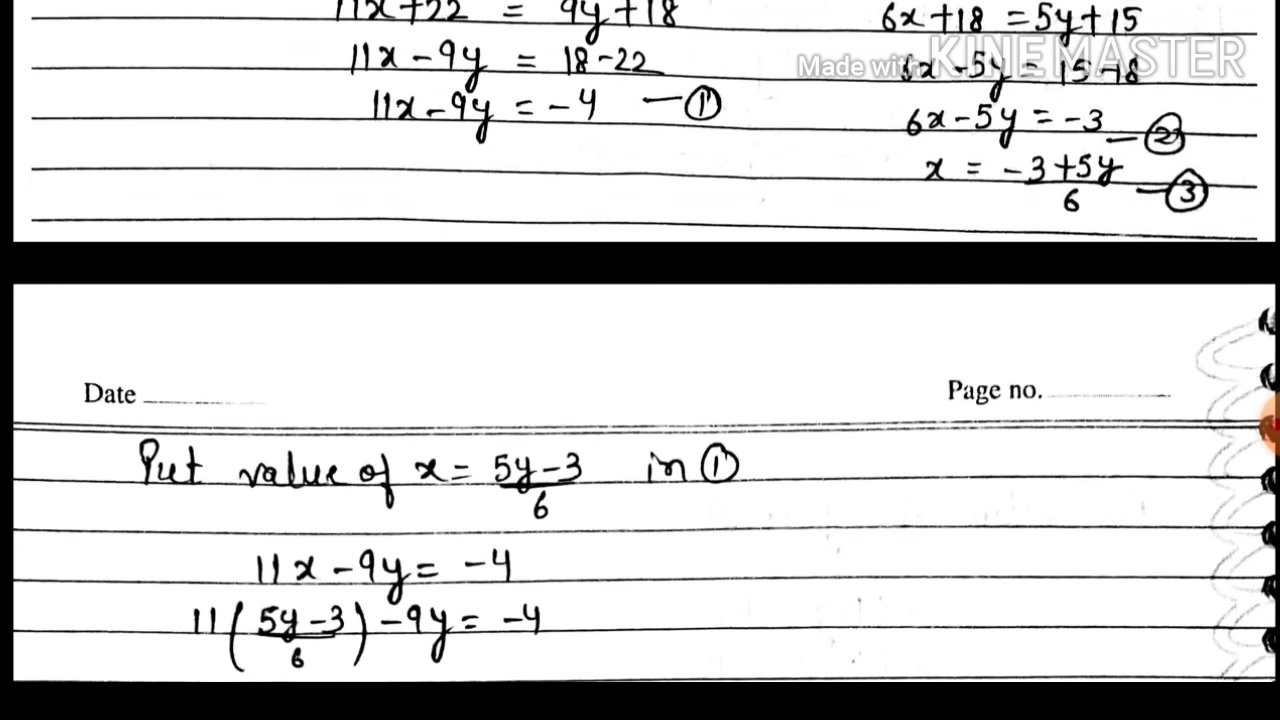 11x+22 = 9y+18
11x-9y = 18-22
11x-9y = -4 — ①
6x+18 = 5y+15
Made with KINEMASTER
6x-5y = 15-18
6x-5y = -3 — ②
x = -3+5y/6 — ③
Date
Page no.
Put value of x = 5y-3/6 in ①
11x-9y = -4
11(5y-3/6)-9y = -4